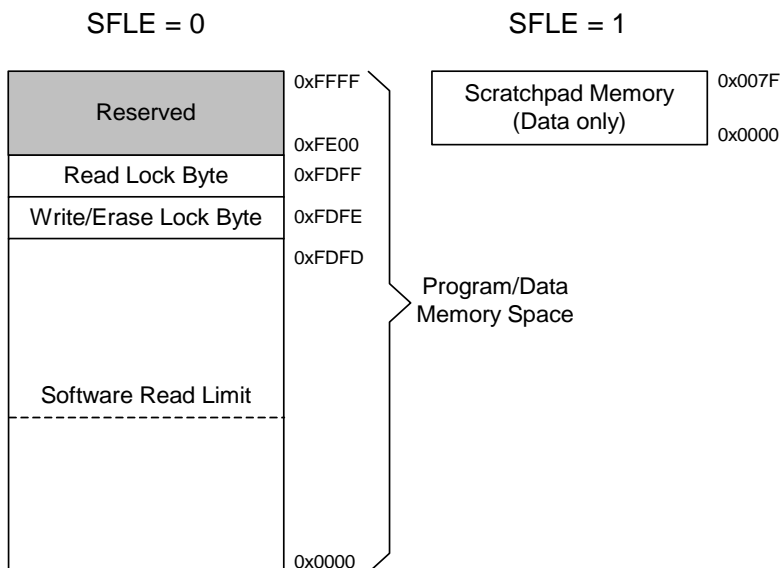 SFLE = 0
SFLE = 1
Reserved
0xFFFF
0xFE00
Read Lock Byte
0xFDFF
Write/Erase Lock Byte
0xFDFE
0xFDFD
Software Read Limit
0x0000
Program/Data
Memory Space
Scratchpad Memory
(Data only)
0x007F
0x0000